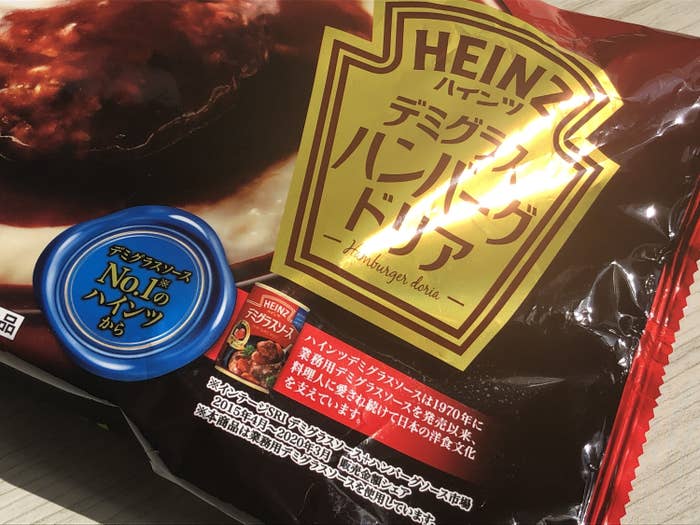 HEINZ
ハインツ
デミグラス
ハンバーグ
ドリア
Hamburger doria
デミグラスソース
No.1※の
ハインツ
から
品
HEINZ
デミグラスソース
ハインツデミグラスソースは1970年に
業務用デミグラスソースを発売以来、
料理人に愛され続けて日本の洋食文化
を支えています。
※インテージSRI デミグラスソース+ハンバーグソース市場
2015年4月~2020年3月 販売金額シェア
※本商品は業務用デミグラスソースを使用しています。